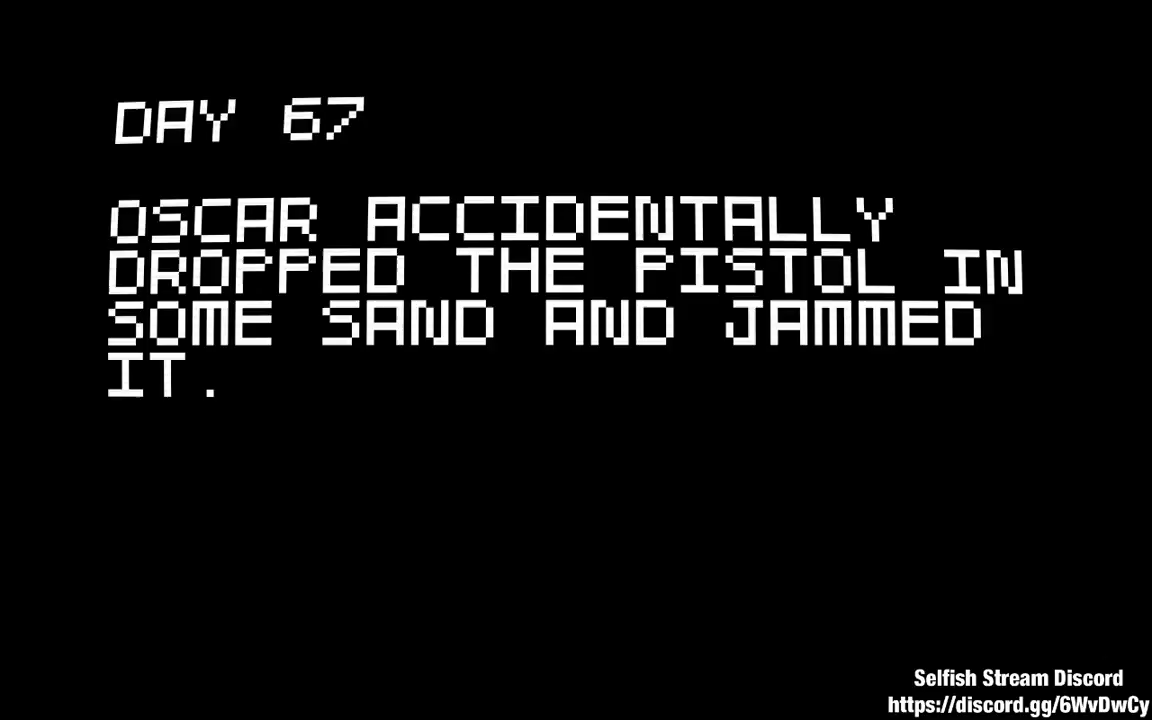 DAY 67
OSCAR ACCIDENTALLY
DROPPED THE PISTOL IN
SOME SAND AND JAMMED
IT.
Selfish Stream Discord
https://discord.gg/6WvDwCy